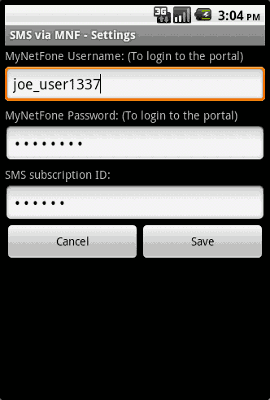 3G 3:04 PM
SMS via MNF - Settings
MyNetFone Username: (To login to the portal)
joe_user1337
MyNetFone Password: (To login to the portal)
••••••••
SMS subscription ID:
••••••
Cancel Save